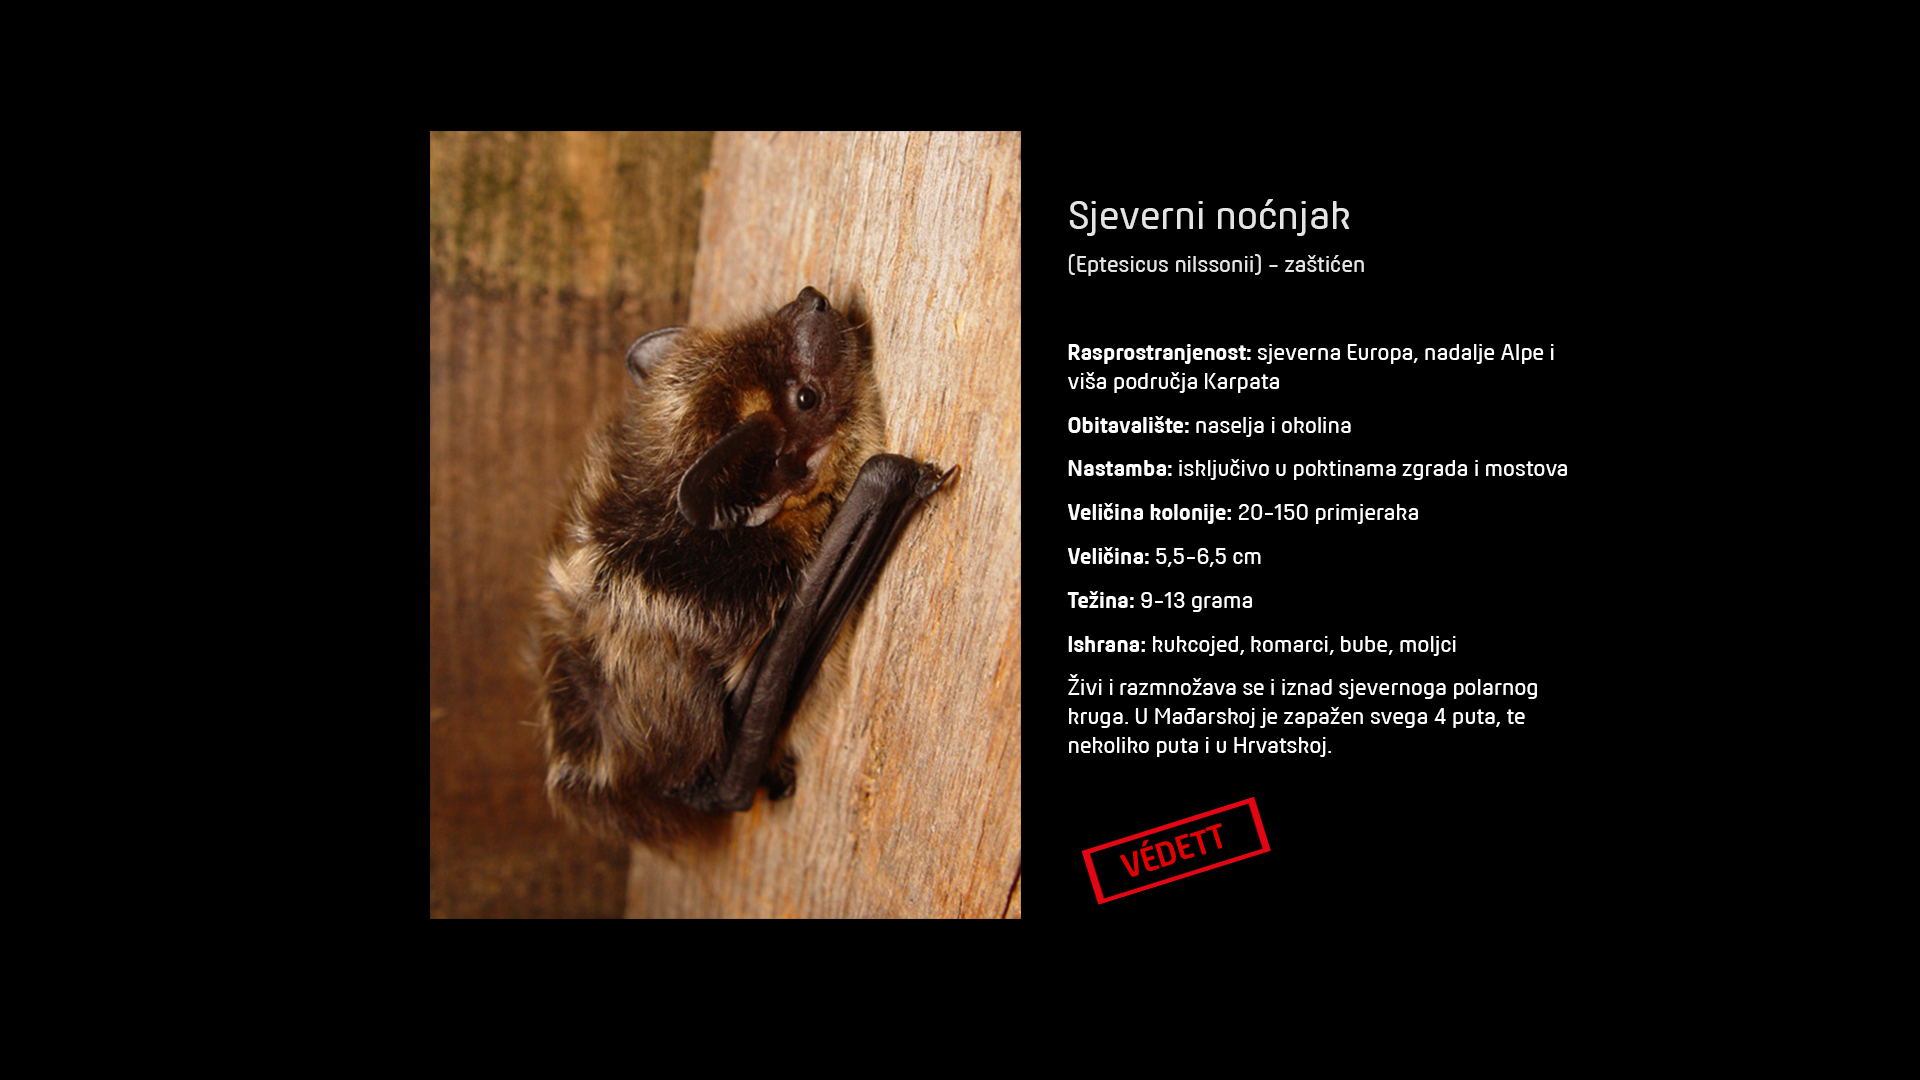 Sjeverni noćnjak
(Eptesicus nilssonii) - zaštićen
Rasprostranjenost: sjeverna Europa, nadalje Alpe i
viša područja Karpata
Obitavalište: naselja i okolina
Nastamba: isključivo u poktinama zgrada i mostova
Veličina kolonije: 20-150 primjeraka
Veličina: 5,5-6,5 cm
Težina: 9-13 grama
Ishrana: kukcojed, komarci, bube, moljci
Živi i razmnožava se i iznad sjevernoga polarnog
kruga. U Mađarskoj je zapažen svega 4 puta, te
nekoliko puta i u Hrvatskoj.
VÉDETT